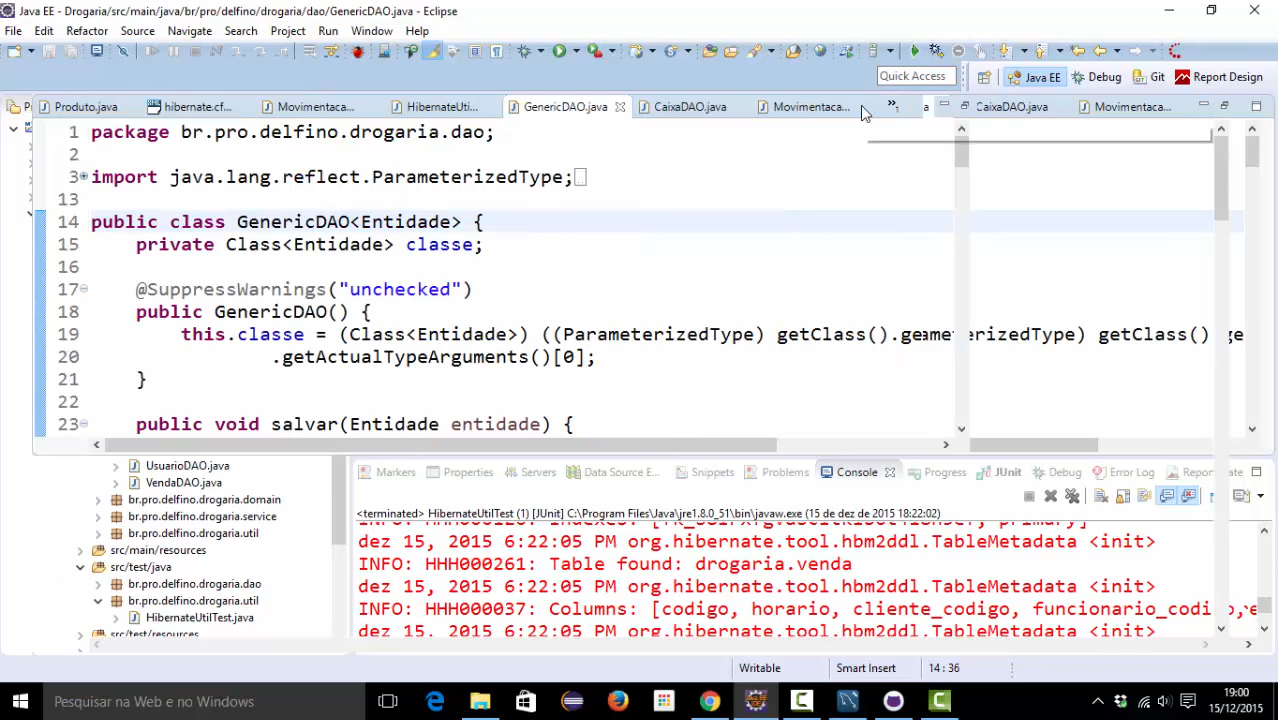 Java EE - Drogaria/src/main/java/br/pro/delfino/drogaria/dao/GenericDAO.java - Eclipse
File Edit Refactor Source Navigate Search Project Run Window Help
Quick Access Java EE Debug Git Report Design
Produto.java hibernate.cf... Movimentacao... HibernateUti... GenericDAO.java CaixaDAO.java Movimentaca... »1 a CaixaDAO.java Movimentaca...
1 package br.pro.delfino.drogaria.dao;
2
3 import java.lang.reflect.ParameterizedType;
13
14 public class GenericDAO<Entidade> {
15 private Class<Entidade> classe;
16
17 @SuppressWarnings("unchecked")
18 public GenericDAO() {
19 this.classe = (Class<Entidade>) ((ParameterizedType) getClass().ge meterizedType) getClass() ge
20 .getActualTypeArguments()[0];
21 }
22
23 public void salvar(Entidade entidade) {
UsuarioDAO.java
VendaDAO.java
br.pro.delfino.drogaria.domain
br.pro.delfino.drogaria.service
br.pro.delfino.drogaria.util
src/main/resources
src/test/java
br.pro.delfino.drogaria.dao
br.pro.delfino.drogaria.util
HibernateUtilTest.java
src/test/resources
Markers Properties Servers Data Source E... Snippets Problems Console Progress JUnit Debug Error Log Report
<terminated> HibernateUtilTest (1) [JUnit] C:\Program Files\Java\jre1.8.0_51\bin\javaw.exe (15 de dez de 2015 18:22:02)
dez 15, 2015 6:22:05 PM org.hibernate.tool.hbm2ddl.TableMetadata <init>
INFO: HHH000261: Table found: drogaria.venda
dez 15, 2015 6:22:05 PM org.hibernate.tool.hbm2ddl.TableMetadata <init>
INFO: HHH000037: Columns: [codigo, horario, cliente_codigo, funcionario_codi
dez 15, 2015 6:22:05 PM org.hibernate.tool.hbm2ddl.TableMetadata <init>
Writable Smart Insert 14 : 36
Pesquisar na Web e no Windows
19:00
15/12/2015